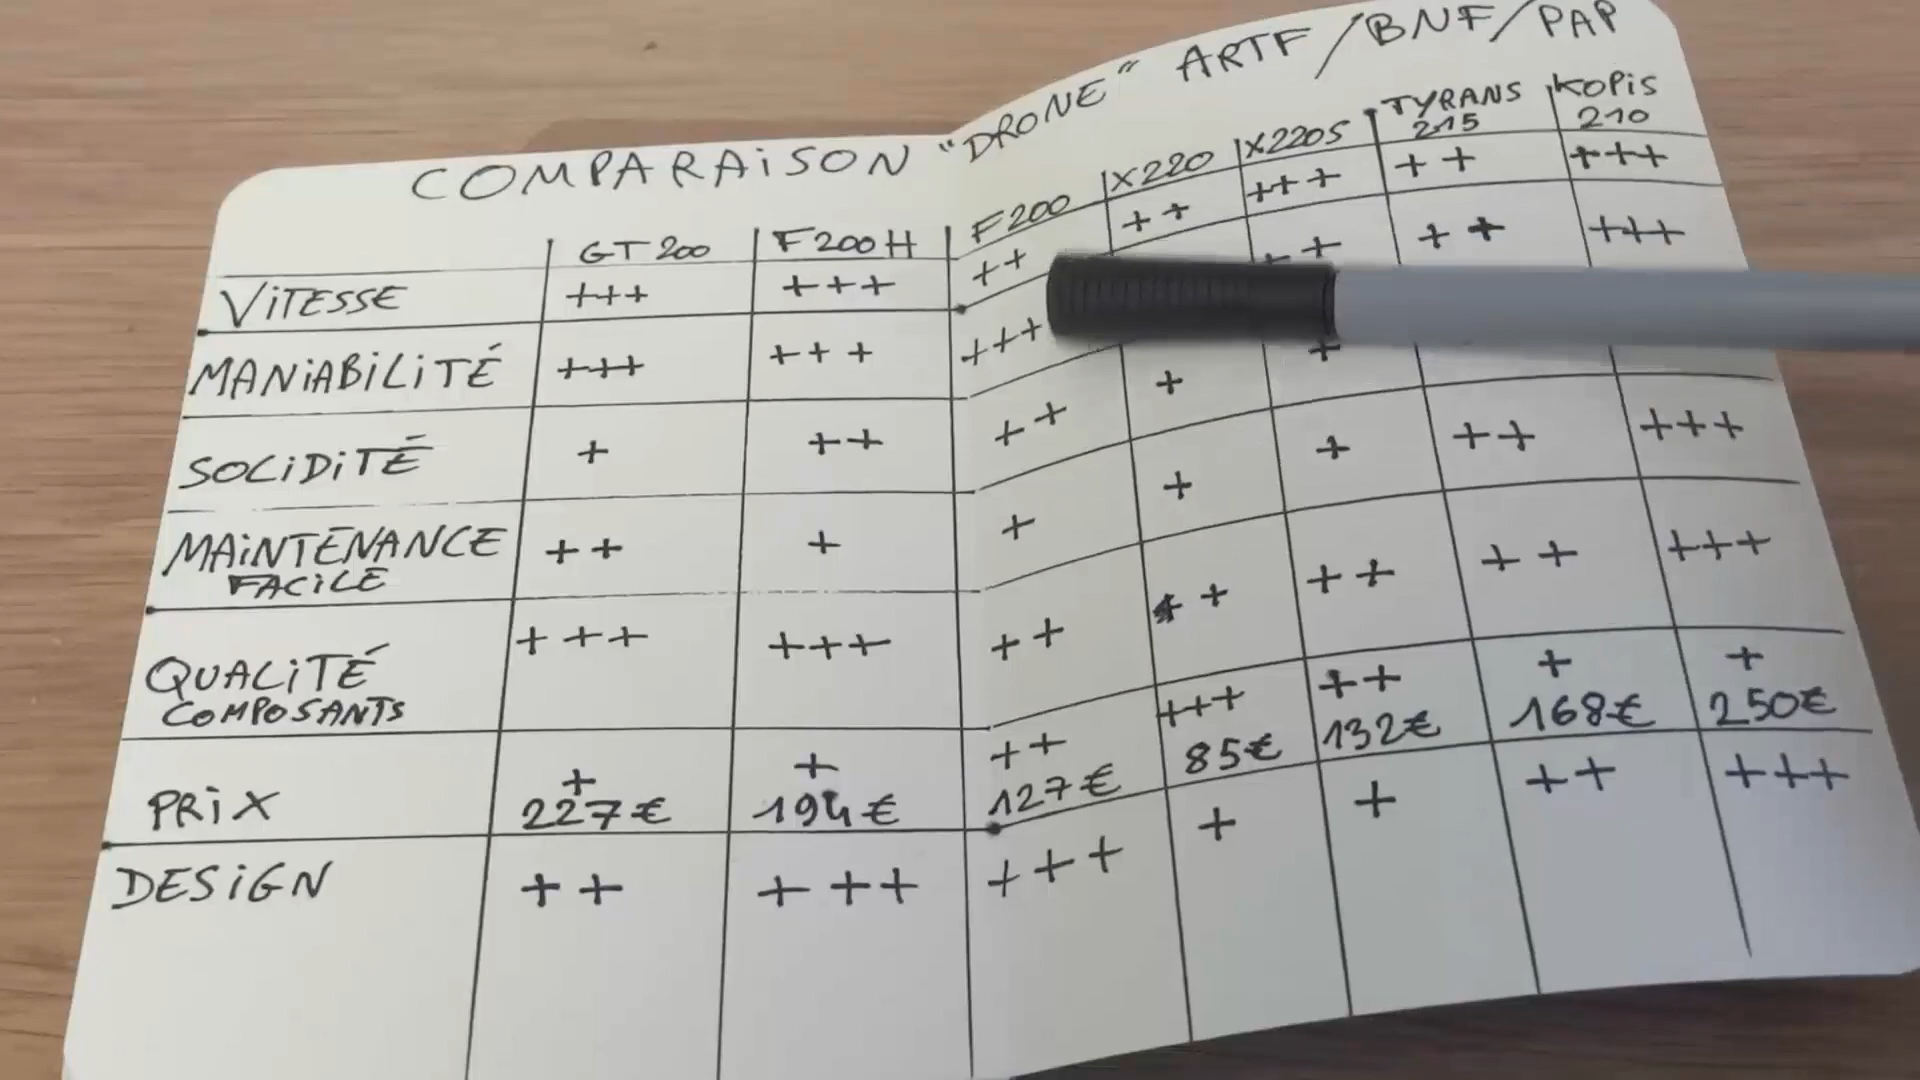 COMPARAiSON "DRONE" ARTF/BNF/PAP
GT 200 F200H F200 X220 X220S TYRANS 215 KOPiS 210
ViTESSE +++ +++ ++ ++ +++ ++ +++
MANiABiLiTÉ +++ +++ +++ ++ ++ +++
SOLiDiTÉ + ++ ++ + +
MAiNTENANCE FACiLE ++ + + + + ++ +++
QUALiTÉ COMPOSANTS +++ +++ ++ ++ ++ ++ +++
PRiX + 227€ + 194€ ++ 127€ +++ 85€ ++ 132€ + 168€ + 250€
DESiGN ++ +++ +++ + + ++ +++